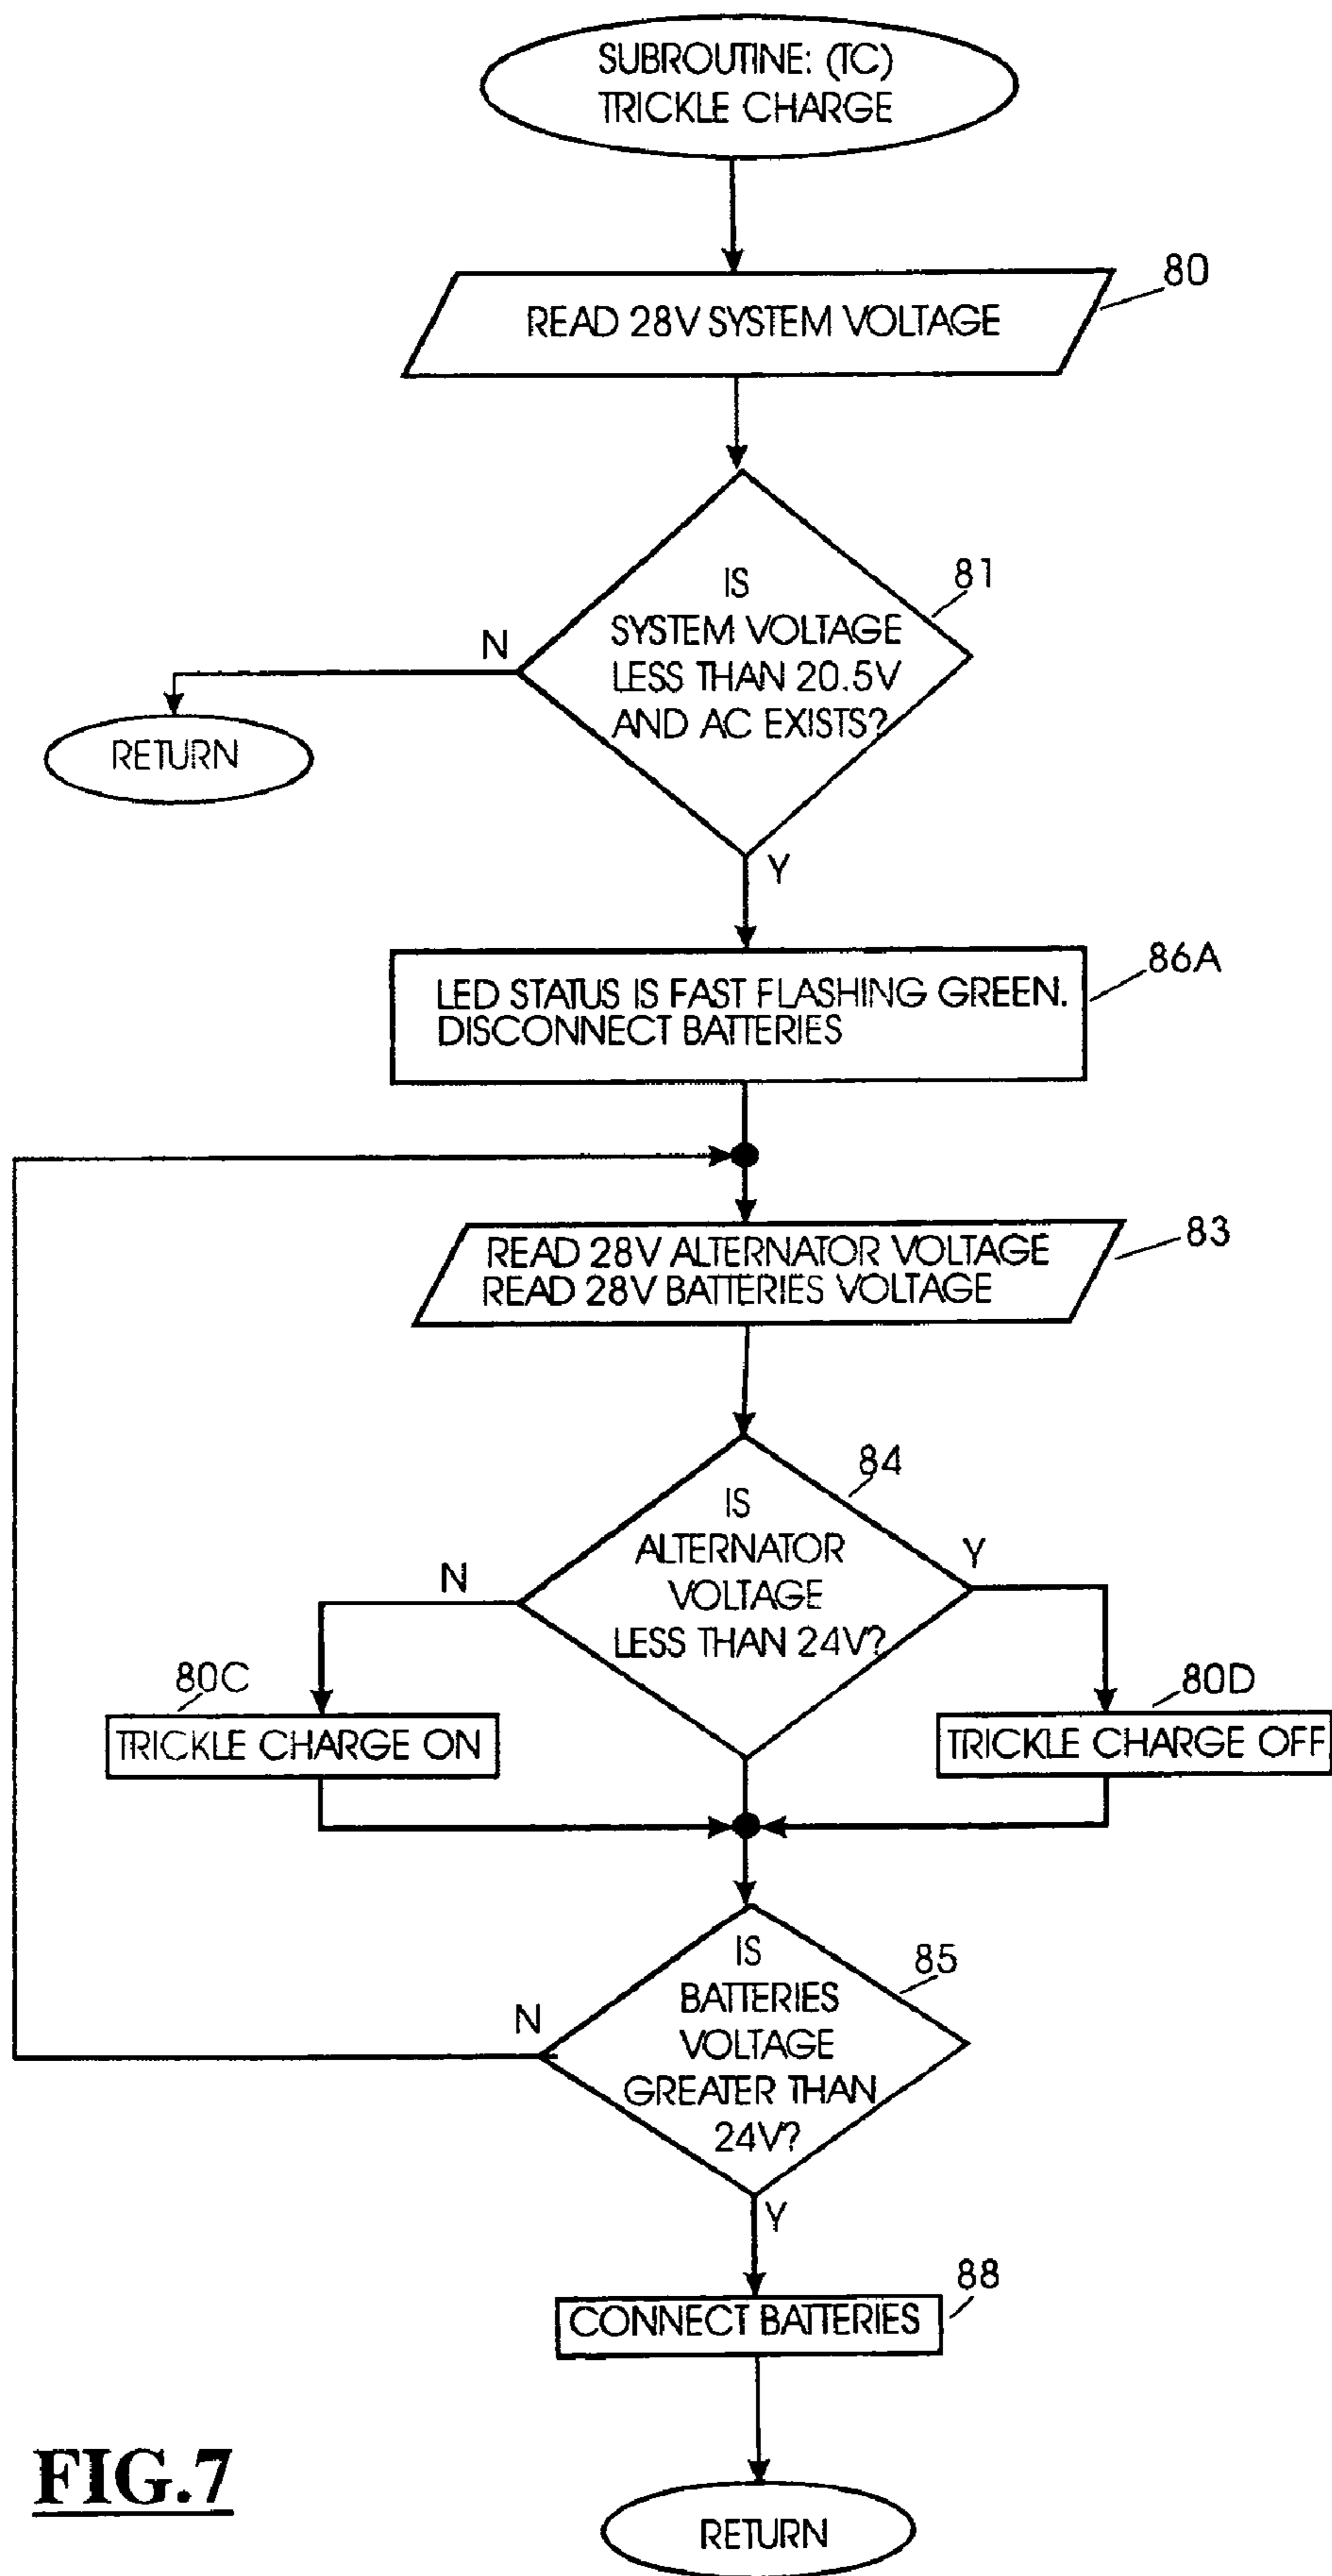 SUBROUTINE: (TC)
TRICKLE CHARGE
80
READ 28V SYSTEM VOLTAGE
81
IS
SYSTEM VOLTAGE
LESS THAN 20.5V
AND AC EXISTS?
N
RETURN
Y
86A
LED STATUS IS FAST FLASHING GREEN.
DISCONNECT BATTERIES
83
READ 28V ALTERNATOR VOLTAGE
READ 28V BATTERIES VOLTAGE
84
IS
ALTERNATOR
VOLTAGE
LESS THAN 24V?
N
Y
80C
TRICKLE CHARGE ON
80D
TRICKLE CHARGE OFF
85
IS
BATTERIES
VOLTAGE
GREATER THAN
24V?
N
Y
88
CONNECT BATTERIES
RETURN
FIG.7